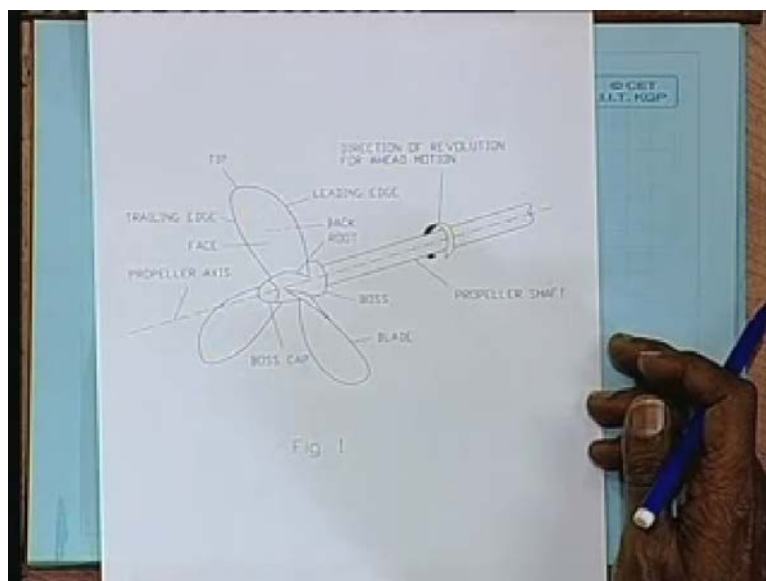 © CET
I.I.T. KGP
DIRECTION OF REVOLUTION
FOR AHEAD MOTION
TIP
LEADING EDGE
TRAILING EDGE
BACK
FACE
ROOT
PROPELLER AXIS
BOSS
PROPELLER SHAFT
BLADE
BOSS CAP
Fig 1